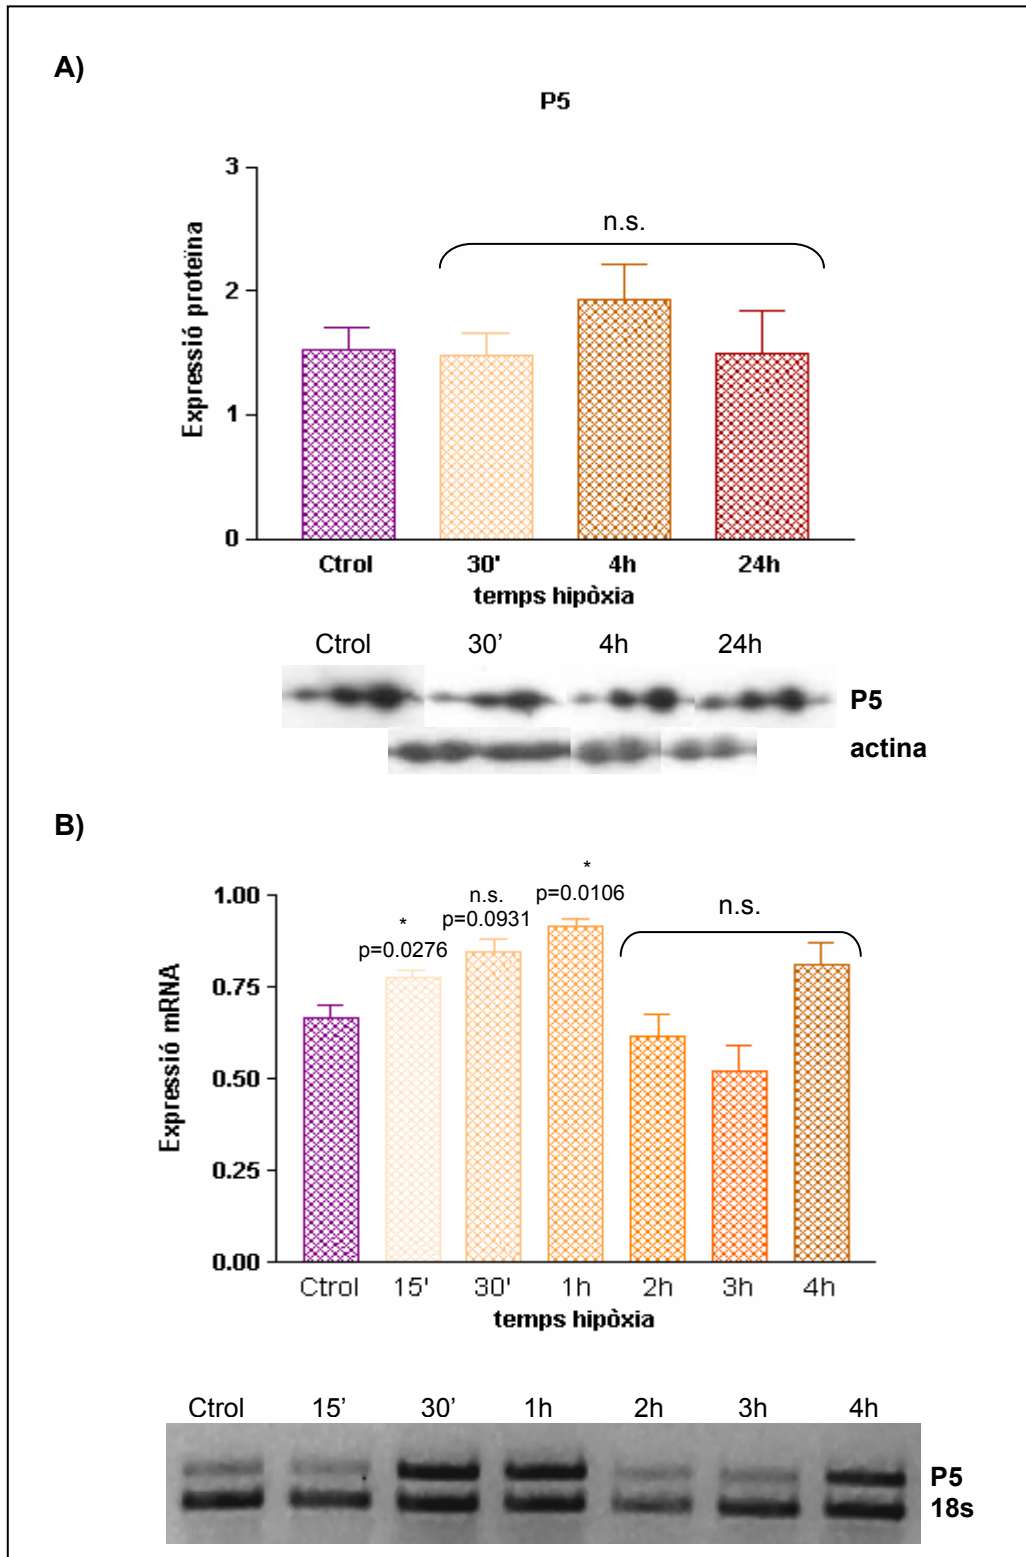 A)
P5
3
n.s.
2
1
0
Expressió proteïna
Ctrol 30' 4h 24h
temps hipòxia
Ctrol 30’ 4h 24h
P5
actina
B)
*
1.00
n.s.
p=0.0106
n.s.
*
p=0.0931
p=0.0276
0.75
0.50
0.25
0.00
Expressió mRNA
Ctrol 15' 30' 1h 2h 3h 4h
temps hipòxia
Ctrol 15’ 30’ 1h 2h 3h 4h
P5
18s